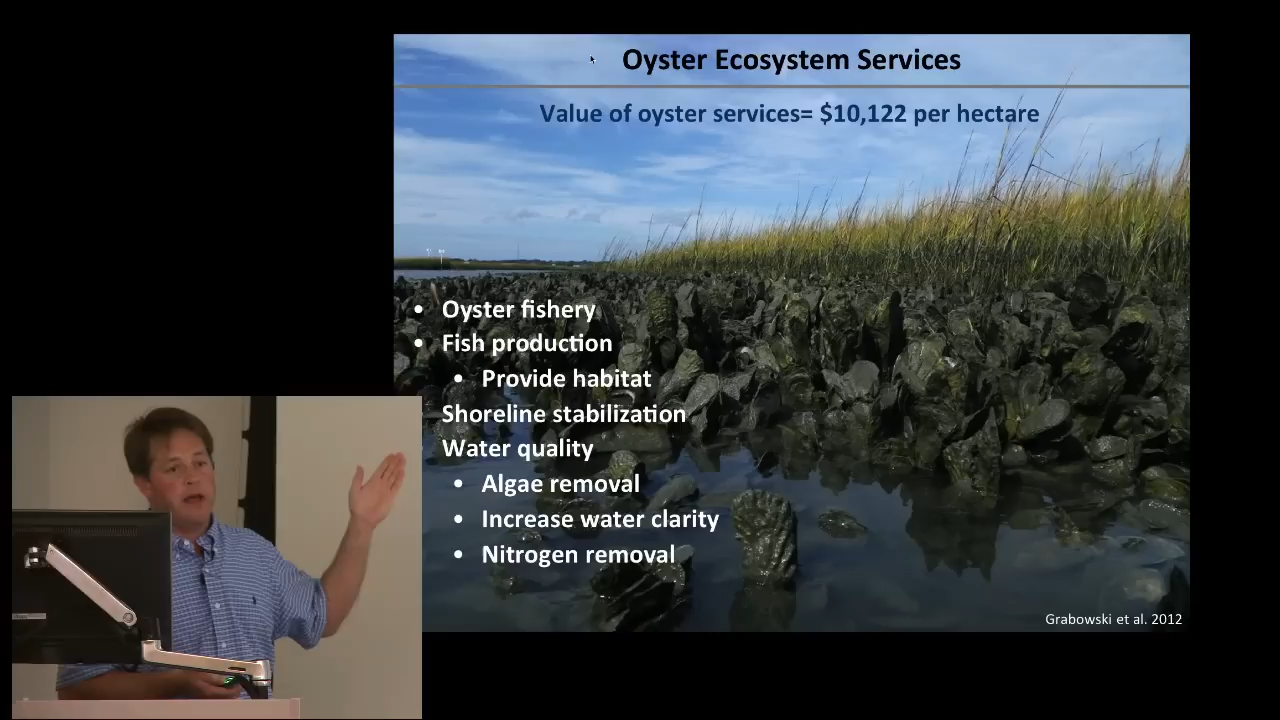 Oyster Ecosystem Services
Value of oyster services= $10,122 per hectare
• Oyster fishery
• Fish production
• Provide habitat
Shoreline stabilization
Water quality
• Algae removal
• Increase water clarity
• Nitrogen removal
Grabowski et al. 2012